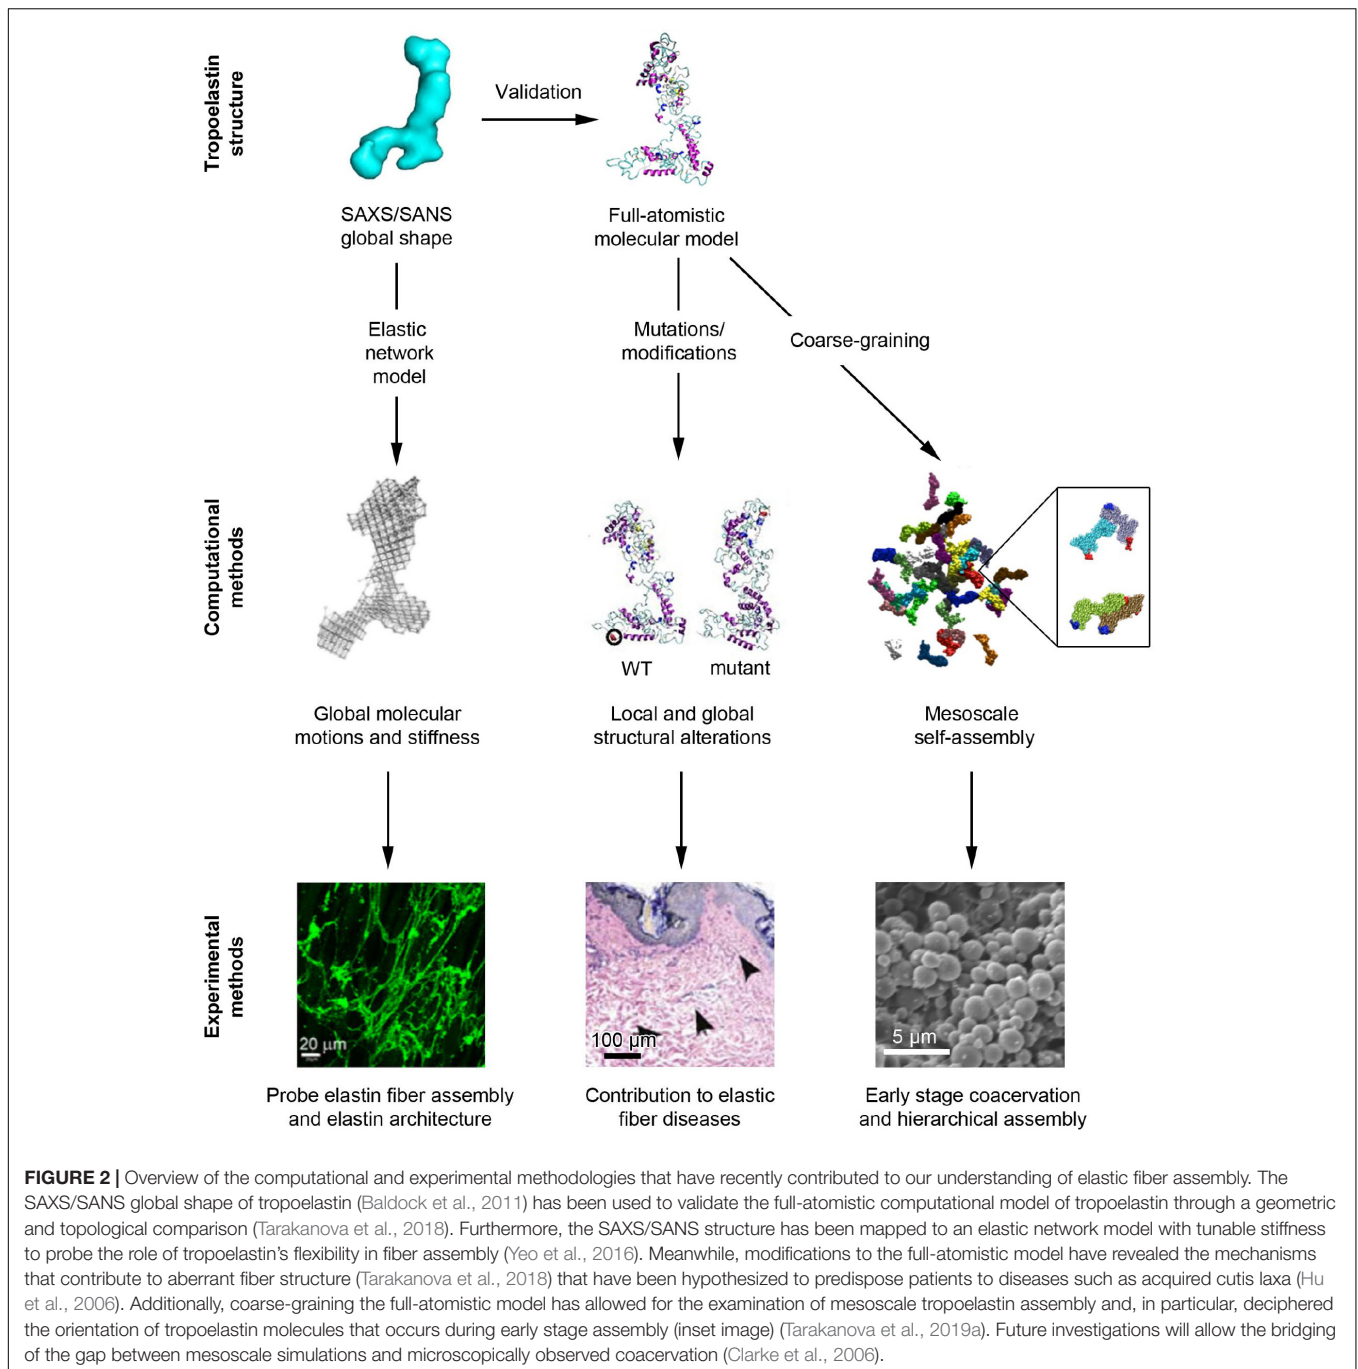 Tropoelastin
structure
Validation
SAXS/SANS
global shape
Full-atomistic
molecular model
Elastic
network
model
Mutations/
modifications
Coarse-graining
Computational
methods
WT
mutant
Global molecular
motions and stiffness
Local and global
structural alterations
Mesoscale
self-assembly
Experimental
methods
20 μm
100 μm
5 μm
Probe elastin fiber assembly
and elastin architecture
Contribution to elastic
fiber diseases
Early stage coacervation
and hierarchical assembly
FIGURE 2 | Overview of the computational and experimental methodologies that have recently contributed to our understanding of elastic fiber assembly. The
SAXS/SANS global shape of tropoelastin (Baldock et al., 2011) has been used to validate the full-atomistic computational model of tropoelastin through a geometric
and topological comparison (Tarakanova et al., 2018). Furthermore, the SAXS/SANS structure has been mapped to an elastic network model with tunable stiffness
to probe the role of tropoelastin's flexibility in fiber assembly (Yeo et al., 2016). Meanwhile, modifications to the full-atomistic model have revealed the mechanisms
that contribute to aberrant fiber structure (Tarakanova et al., 2018) that have been hypothesized to predispose patients to diseases such as acquired cutis laxa (Hu
et al., 2006). Additionally, coarse-graining the full-atomistic model has allowed for the examination of mesoscale tropoelastin assembly and, in particular, deciphered
the orientation of tropoelastin molecules that occurs during early stage assembly (inset image) (Tarakanova et al., 2019a). Future investigations will allow the bridging
of the gap between mesoscale simulations and microscopically observed coacervation (Clarke et al., 2006).